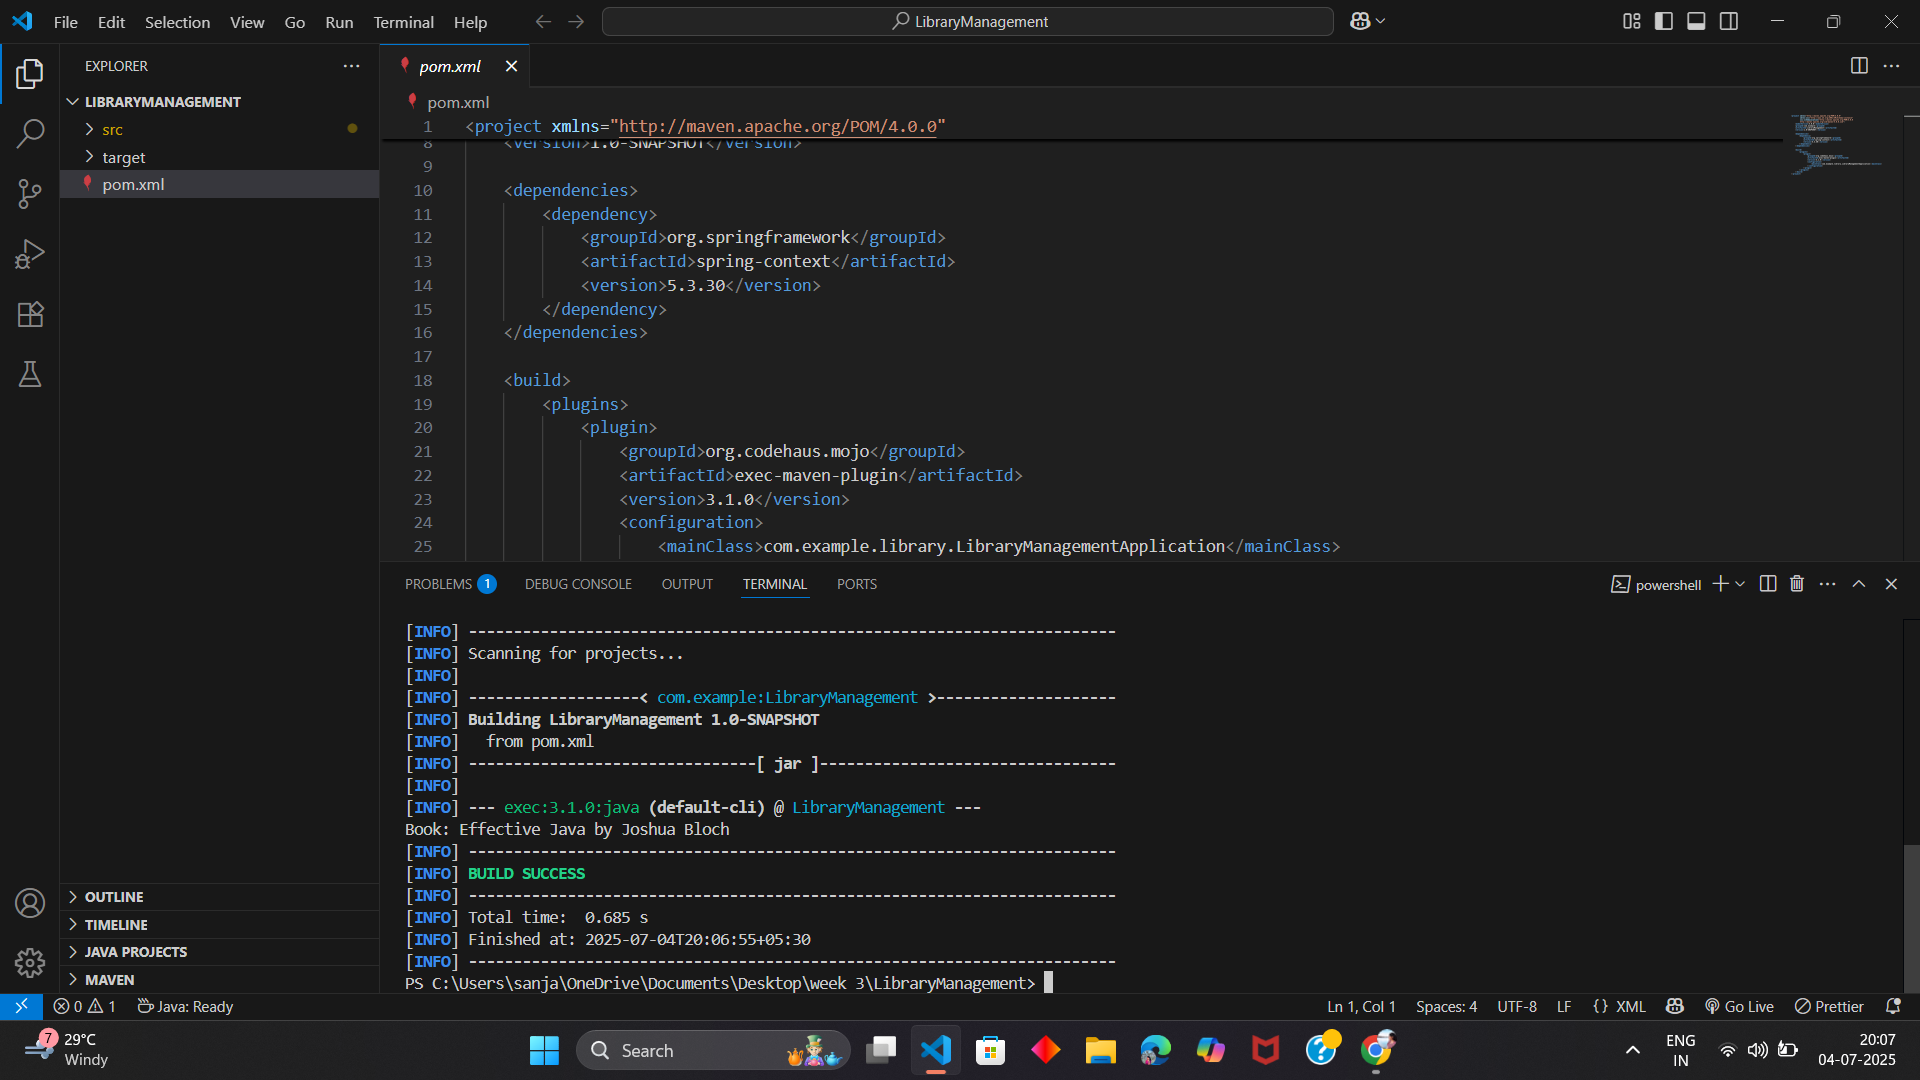 File Edit Selection View Go Run Terminal Help
LibraryManagement
EXPLORER
LIBRARYMANAGEMENT
src
target
pom.xml
OUTLINE
TIMELINE
JAVA PROJECTS
MAVEN
pom.xml
pom.xml
1 <project xmlns="http://maven.apache.org/POM/4.0.0"
8 <version>1.0-SNAPSHOT</version>
9
10 <dependencies>
11 <dependency>
12 <groupId>org.springframework</groupId>
13 <artifactId>spring-context</artifactId>
14 <version>5.3.30</version>
15 </dependency>
16 </dependencies>
17
18 <build>
19 <plugins>
20 <plugin>
21 <groupId>org.codehaus.mojo</groupId>
22 <artifactId>exec-maven-plugin</artifactId>
23 <version>3.1.0</version>
24 <configuration>
25 <mainClass>com.example.library.LibraryManagementApplication</mainClass>
PROBLEMS 1 DEBUG CONSOLE OUTPUT TERMINAL PORTS
powershell
[INFO] ------------------------------------------------------------------------
[INFO] Scanning for projects...
[INFO]
[INFO] -------------------< com.example:LibraryManagement >--------------------
[INFO] Building LibraryManagement 1.0-SNAPSHOT
[INFO]   from pom.xml
[INFO] --------------------------------[ jar ]---------------------------------
[INFO]
[INFO] --- exec:3.1.0:java (default-cli) @ LibraryManagement ---
Book: Effective Java by Joshua Bloch
[INFO] ------------------------------------------------------------------------
[INFO] BUILD SUCCESS
[INFO] ------------------------------------------------------------------------
[INFO] Total time:  0.685 s
[INFO] Finished at: 2025-07-04T20:06:55+05:30
[INFO] ------------------------------------------------------------------------
PS C:\Users\sanja\OneDrive\Documents\Desktop\week 3\LibraryManagement>
0 1 Java: Ready
Ln 1, Col 1 Spaces: 4 UTF-8 LF {} XML Go Live Prettier
7 29°C
Windy
Search
ENG
IN
20:07
04-07-2025